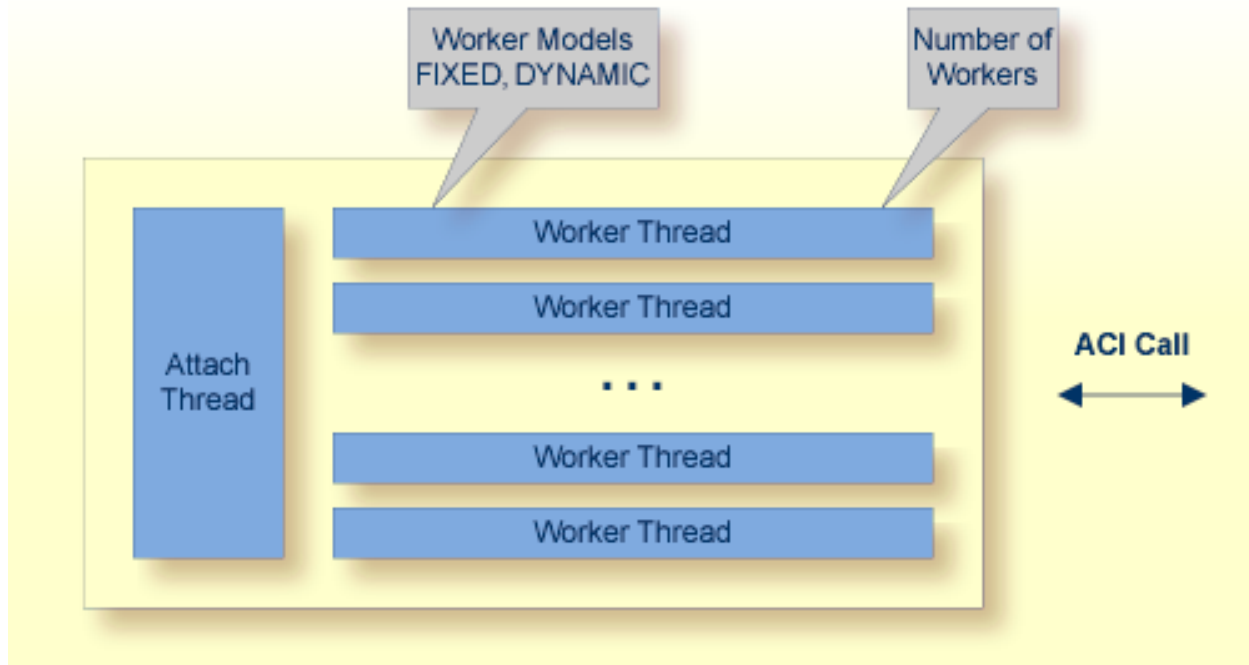 Worker Models
FIXED, DYNAMIC
Number of
Workers
Attach
Thread
Worker Thread
Worker Thread
...
Worker Thread
Worker Thread
ACI Call